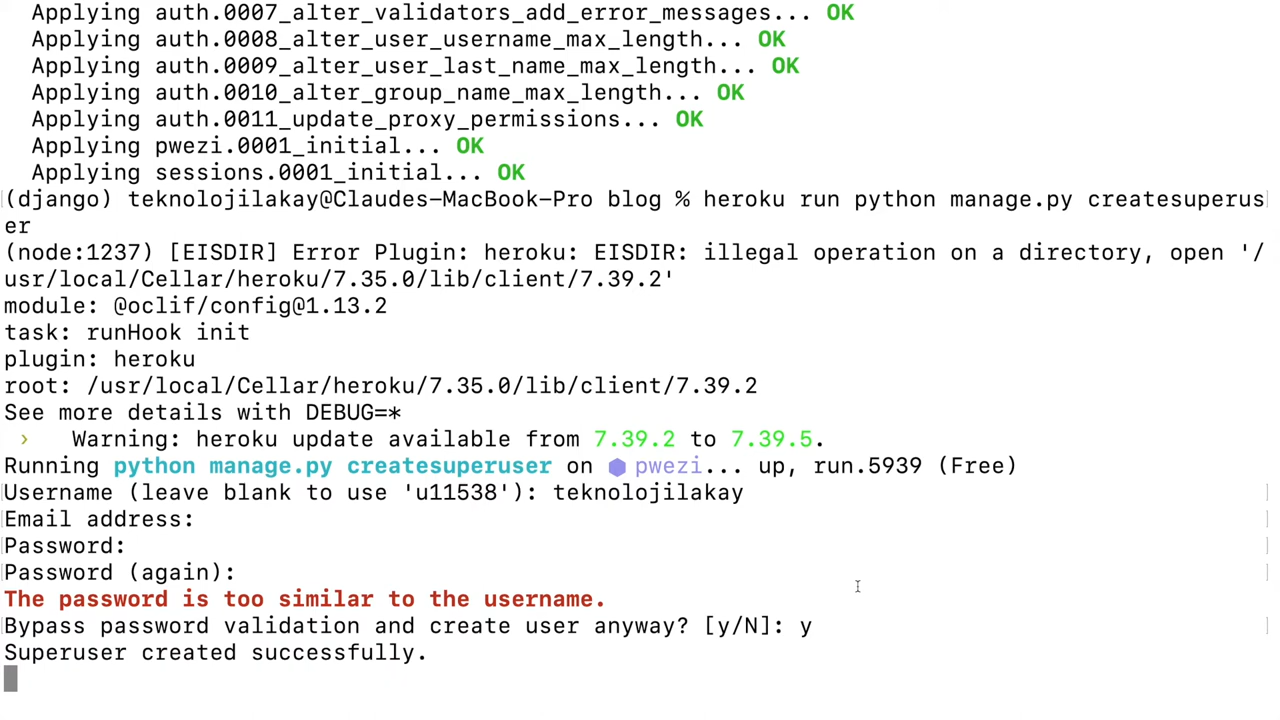 Applying auth.0007_alter_validators_add_error_messages... OK
  Applying auth.0008_alter_user_username_max_length... OK
  Applying auth.0009_alter_user_last_name_max_length... OK
  Applying auth.0010_alter_group_name_max_length... OK
  Applying auth.0011_update_proxy_permissions... OK
  Applying pwezi.0001_initial... OK
  Applying sessions.0001_initial... OK
(django) teknolojilakay@Claudes-MacBook-Pro blog % heroku run python manage.py createsuperus
er
(node:1237) [EISDIR] Error Plugin: heroku: EISDIR: illegal operation on a directory, open '/
usr/local/Cellar/heroku/7.35.0/lib/client/7.39.2'
module: @oclif/config@1.13.2
task: runHook init
plugin: heroku
root: /usr/local/Cellar/heroku/7.35.0/lib/client/7.39.2
See more details with DEBUG=*
 ›   Warning: heroku update available from 7.39.2 to 7.39.5.
Running python manage.py createsuperuser on ⬢ pwezi... up, run.5939 (Free)
Username (leave blank to use 'u11538'): teknolojilakay
Email address:
Password:
Password (again):
The password is too similar to the username.
Bypass password validation and create user anyway? [y/N]: y
Superuser created successfully.